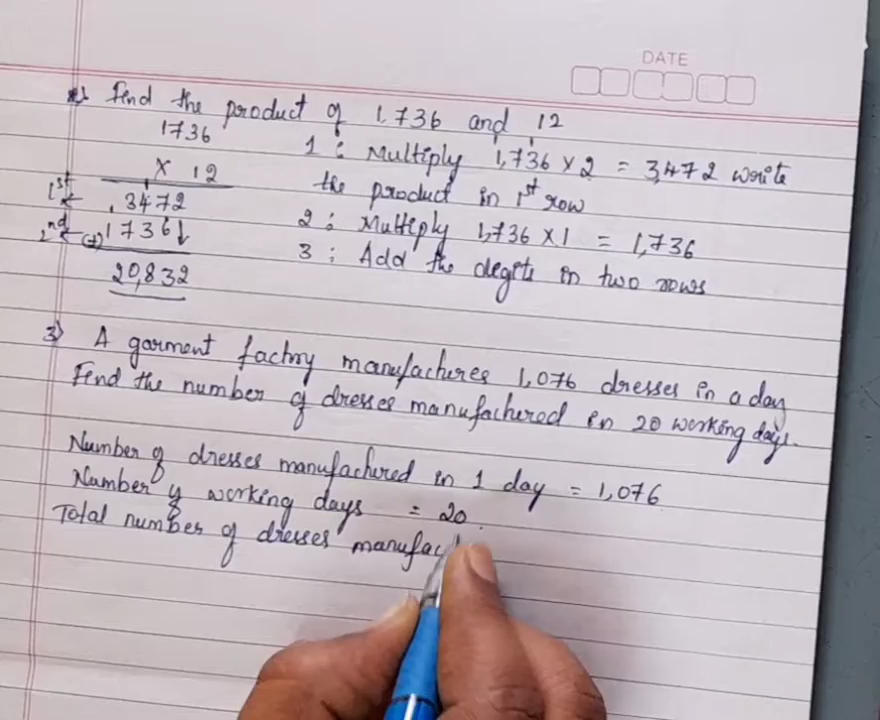 DATE
Find the product of 1,736 and 12
1736
× 12
1st ← 3472
2nd ← (+) 1736↓
20,832
1 : Multiply 1,736 × 2 = 3,472 write
the product in 1st row
2 : Multiply 1,736 × 1 = 1,736
3 : Add the degits in two rows
3) A garment factory manufactures 1,076 dresses in a day
Find the number of dresses manufactured in 20 working days.
Number of dresses manufactured in 1 day = 1,076
Number of working days = 20.
Total number of dresses manufac